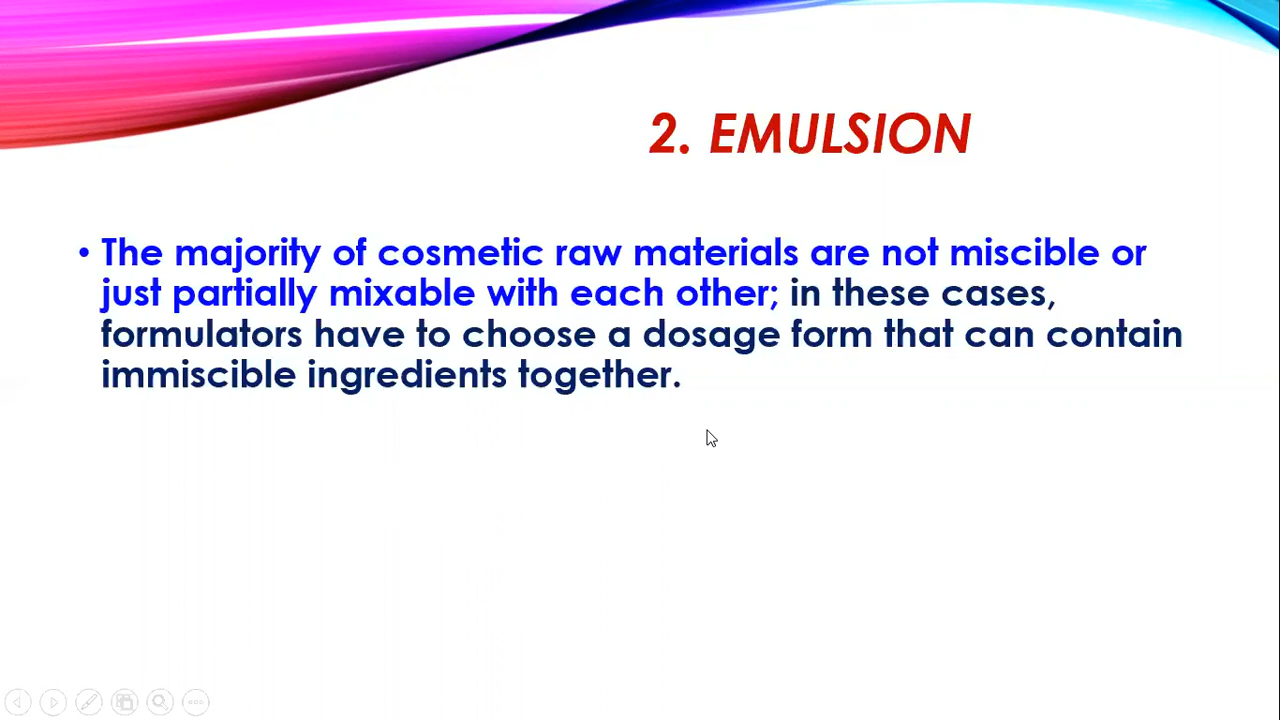 2. EMULSION
• The majority of cosmetic raw materials are not miscible or
just partially mixable with each other; in these cases,
formulators have to choose a dosage form that can contain
immiscible ingredients together.